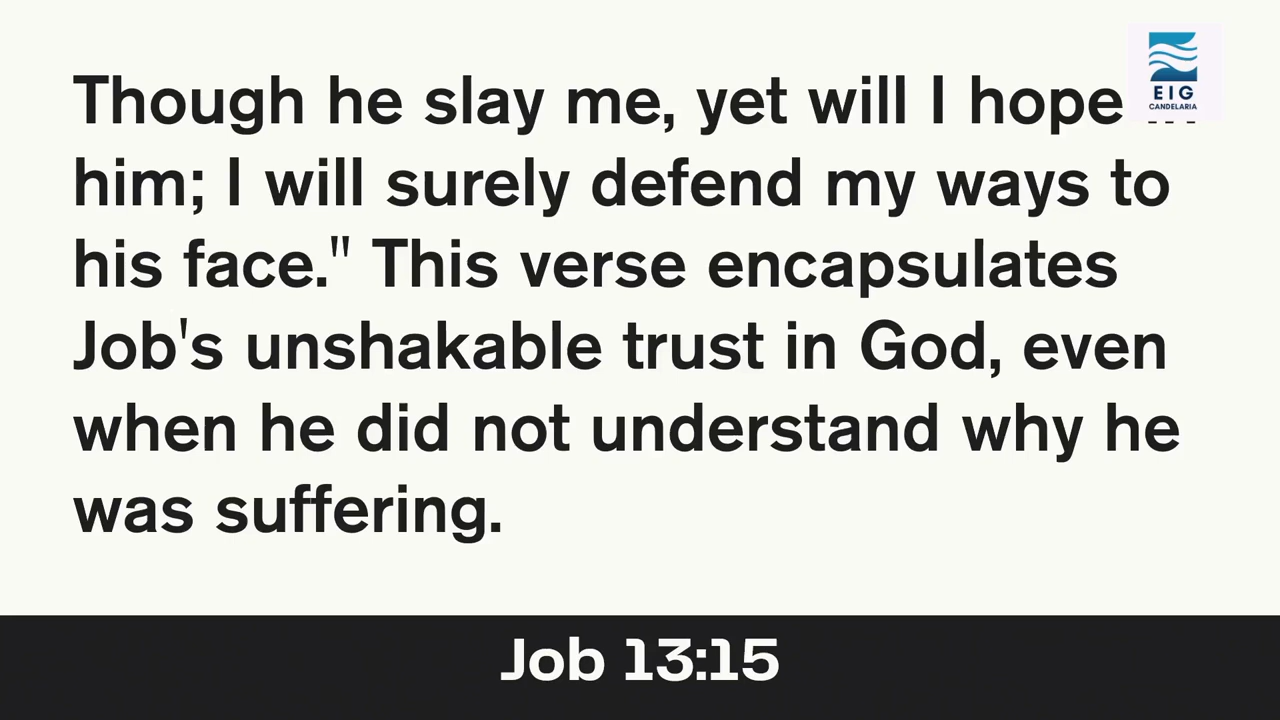 Though he slay me, yet will I hope
him; I will surely defend my ways to
his face." This verse encapsulates
Job's unshakable trust in God, even
when he did not understand why he
was suffering.
Job 13:15
EIG
CANDELARIA